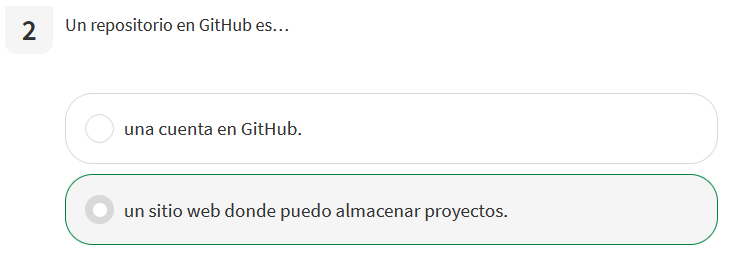 2
Un repositorio en GitHub es…
una cuenta en GitHub.
un sitio web donde puedo almacenar proyectos.